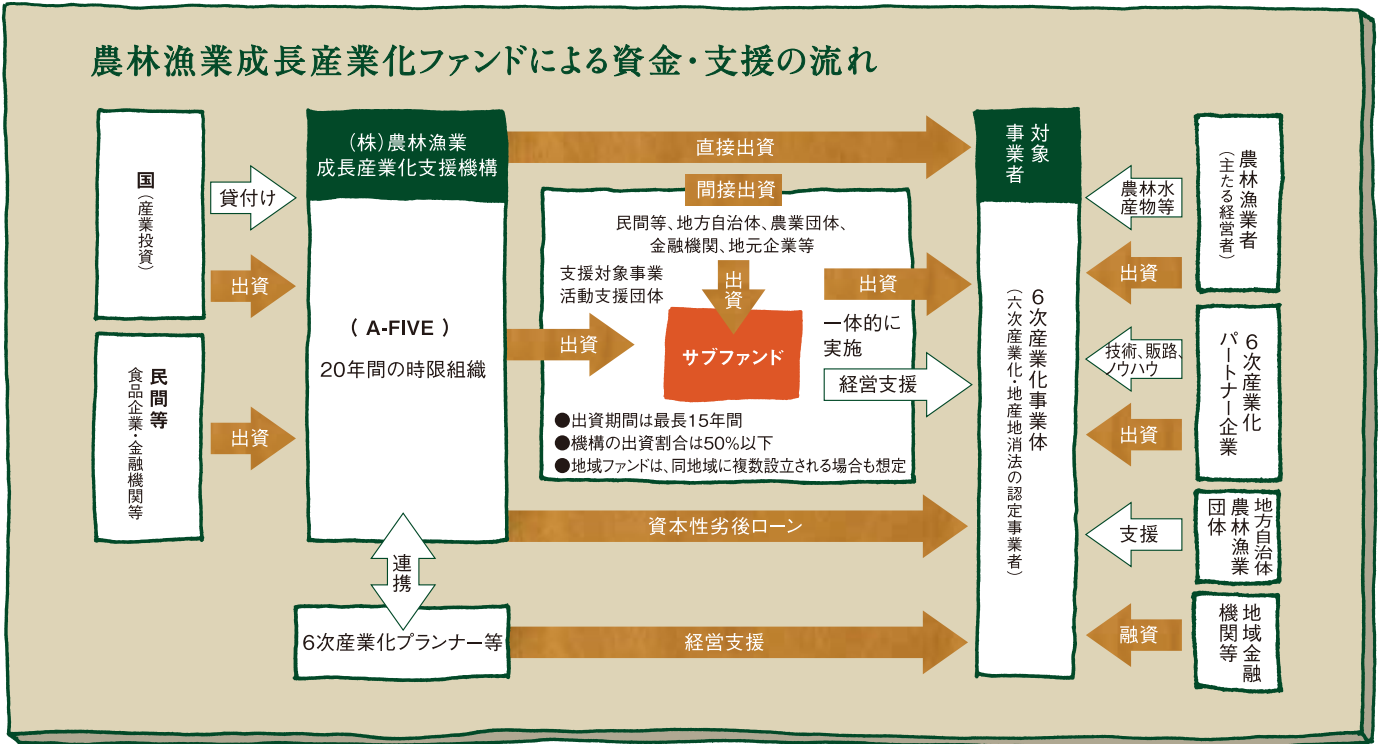 農林漁業成長産業化ファンドによる資金・支援の流れ
国
(産業投資)
民間等
食品企業・金融機関等
貸付け
出資
出資
(株)農林漁業
成長産業化支援機構
( A-FIVE )
20年間の時限組織
連携
6次産業化プランナー等
直接出資
間接出資
民間等、地方自治体、農業団体、
金融機関、地元企業等
支援対象事業
活動支援団体
出資
出資
サブファンド
出資
一体的に
実施
経営支援
●出資期間は最長15年間
●機構の出資割合は50%以下
●地域ファンドは、同地域に複数設立される場合も想定
資本性劣後ローン
経営支援
対象
事業者
6次産業化事業体
(六次産業化・地産地消法の認定事業者)
農林水
産物等
出資
技術、販路、
ノウハウ
出資
支援
融資
農林漁業者
(主たる経営者)
6次産業化
パートナー企業
地方自治体
農林漁業
団体
地域金融
機関等